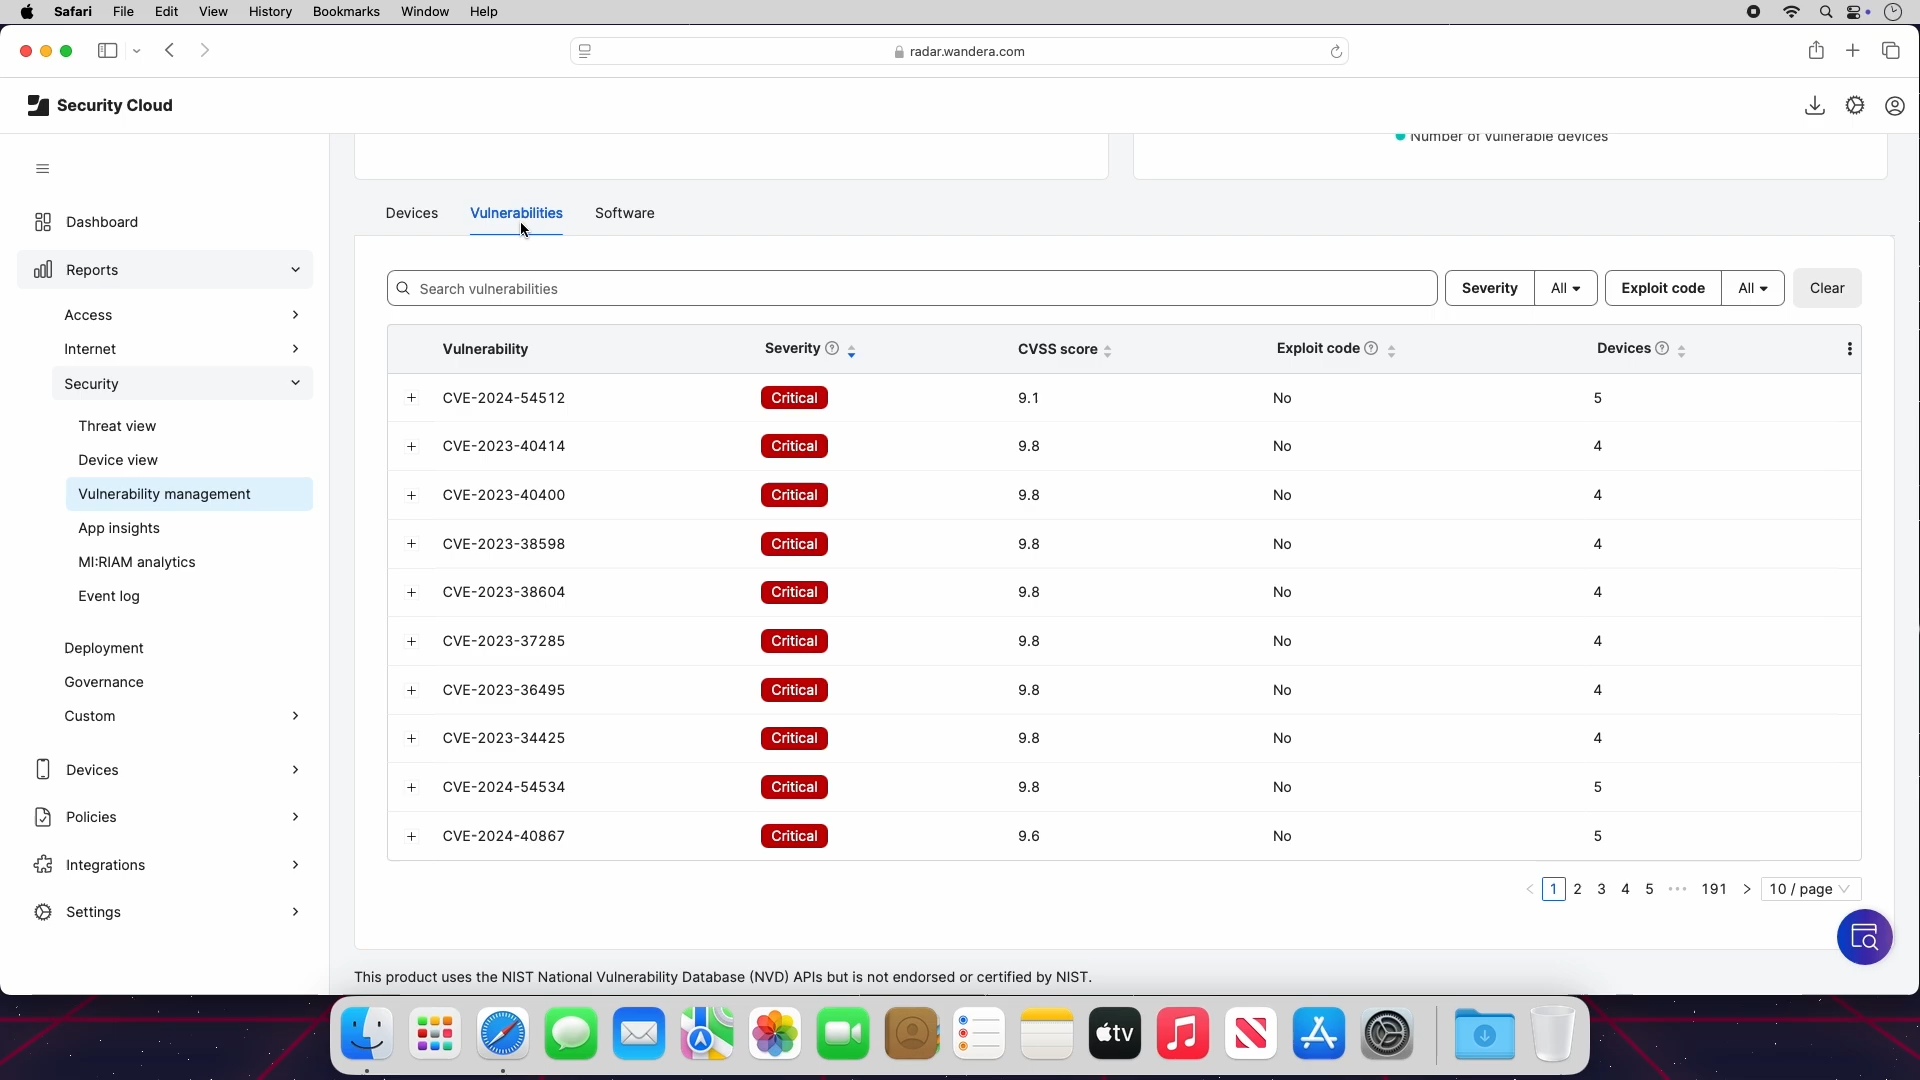 Safari File Edit View History Bookmarks Window Help
radar.wandera.com
Security Cloud
Number of vulnerable devices
Devices Vulnerabilities Software
Dashboard
Reports
Access
Internet
Security
Threat view
Device view
Vulnerability management
App insights
MI:RIAM analytics
Event log
Deployment
Governance
Custom
Devices
Policies
Integrations
Settings
Search vulnerabilities Severity All Exploit code All Clear
Vulnerability Severity ? CVSS score Exploit code ? Devices ?
+ CVE-2024-54512 Critical 9.1 No 5
+ CVE-2023-40414 Critical 9.8 No 4
+ CVE-2023-40400 Critical 9.8 No 4
+ CVE-2023-38598 Critical 9.8 No 4
+ CVE-2023-38604 Critical 9.8 No 4
+ CVE-2023-37285 Critical 9.8 No 4
+ CVE-2023-36495 Critical 9.8 No 4
+ CVE-2023-34425 Critical 9.8 No 4
+ CVE-2024-54534 Critical 9.8 No 5
+ CVE-2024-40867 Critical 9.6 No 5
< 1 2 3 4 5 ••• 191 > 10 / page
This product uses the NIST National Vulnerability Database (NVD) APIs but is not endorsed or certified by NIST.
tv